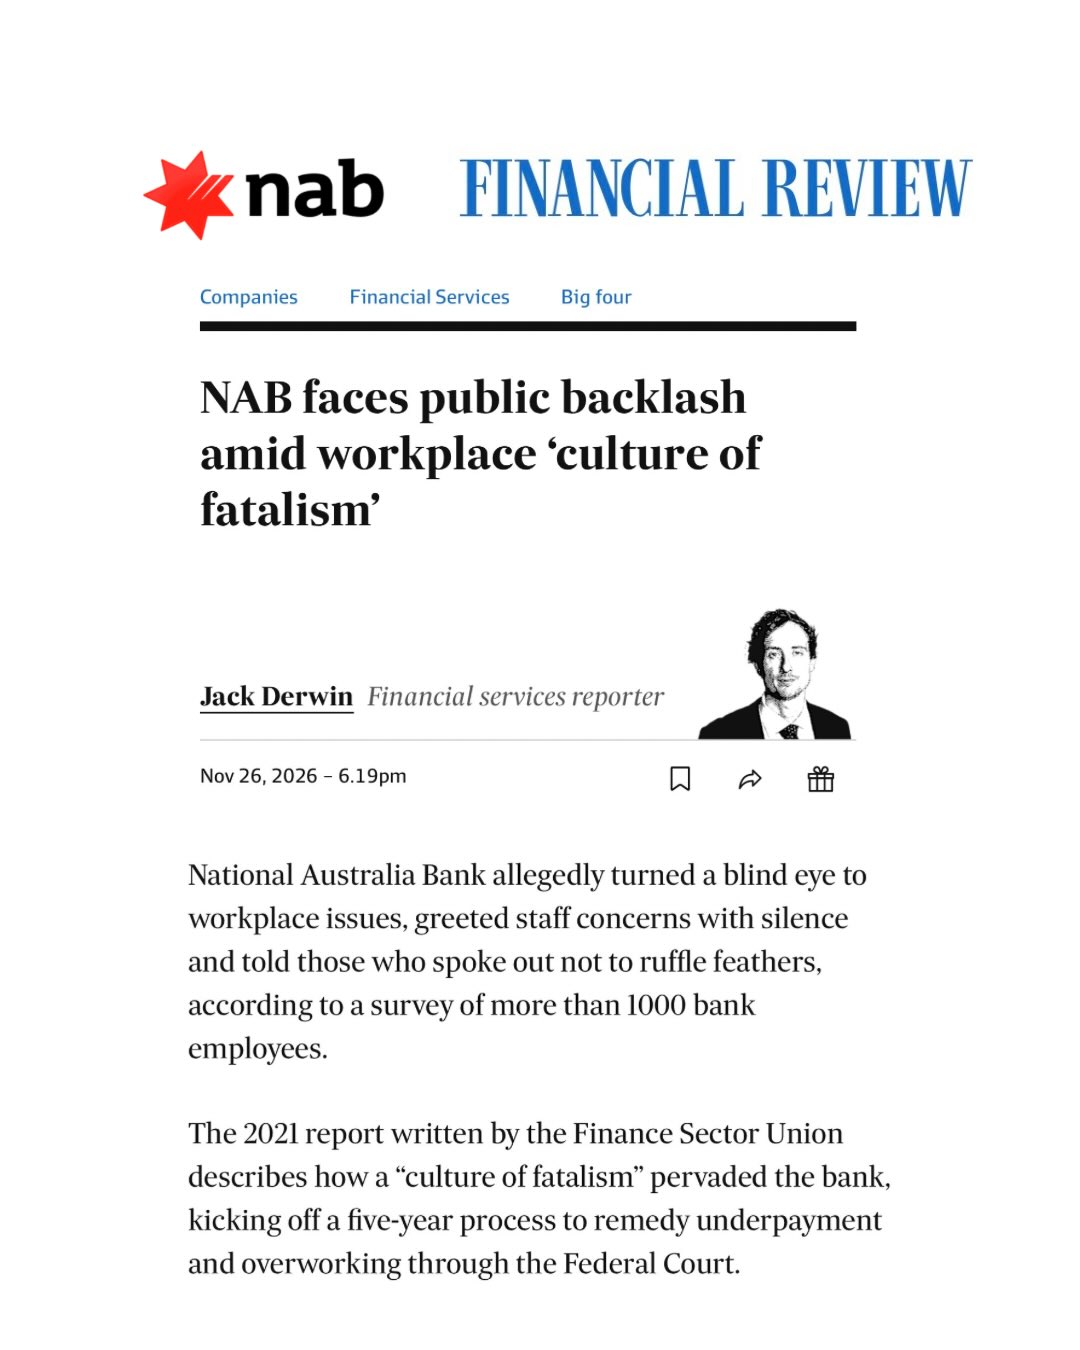 nab FINANCIAL REVIEW
Companies Financial Services Big four
NAB faces public backlash
amid workplace ‘culture of
fatalism’
Jack Derwin Financial services reporter
Nov 26, 2026 – 6.19pm
National Australia Bank allegedly turned a blind eye to
workplace issues, greeted staff concerns with silence
and told those who spoke out not to ruffle feathers,
according to a survey of more than 1000 bank
employees.
The 2021 report written by the Finance Sector Union
describes how a “culture of fatalism” pervaded the bank,
kicking off a five-year process to remedy underpayment
and overworking through the Federal Court.